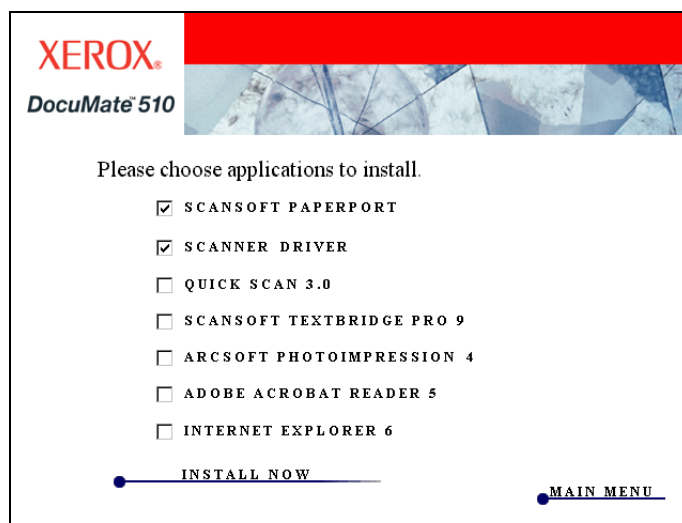 XEROX®
DocuMate™ 510
Please choose applications to install.
SCANSOFT PAPERPORT
SCANNER DRIVER
QUICK SCAN 3.0
SCANSOFT TEXTBRIDGE PRO 9
ARCSOFT PHOTOIMPRESSION 4
ADOBE ACROBAT READER 5
INTERNET EXPLORER 6
INSTALL NOW
MAIN MENU